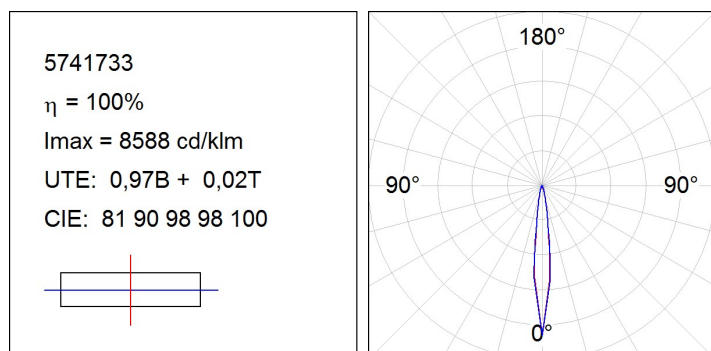 5741733
η = 100%
Imax = 8588 cd/klm
UTE: 0,97B + 0,02T
CIE: 81 90 98 98 100
180°
90° 90°
0°